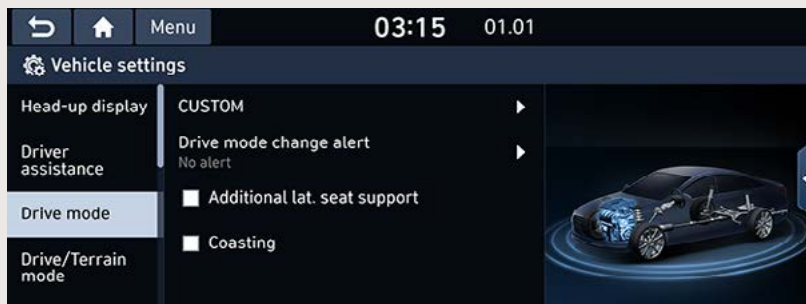 Menu
03:15 01.01
Vehicle settings
Head-up display
Driver
assistance
Drive mode
Drive/Terrain
mode
CUSTOM
Drive mode change alert
No alert
Additional lat. seat support
Coasting